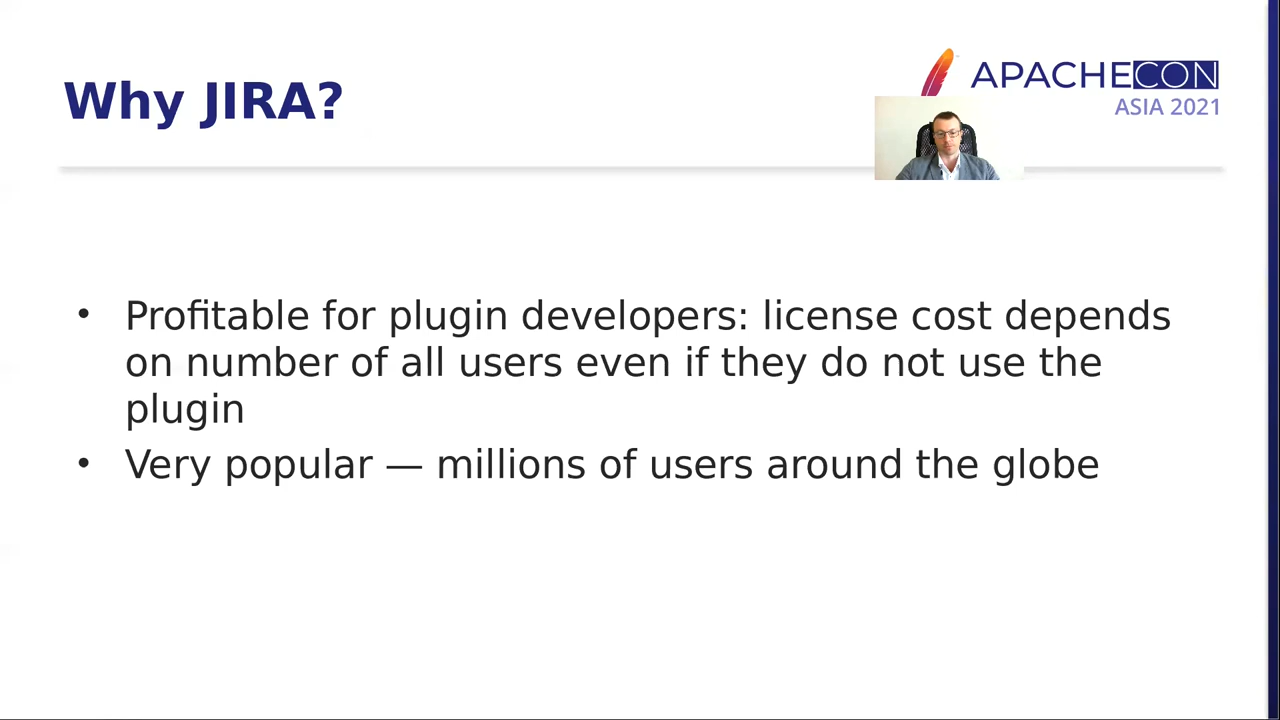 Why JIRA?
APACHECON
ASIA 2021
• Profitable for plugin developers: license cost depends
on number of all users even if they do not use the
plugin
• Very popular — millions of users around the globe